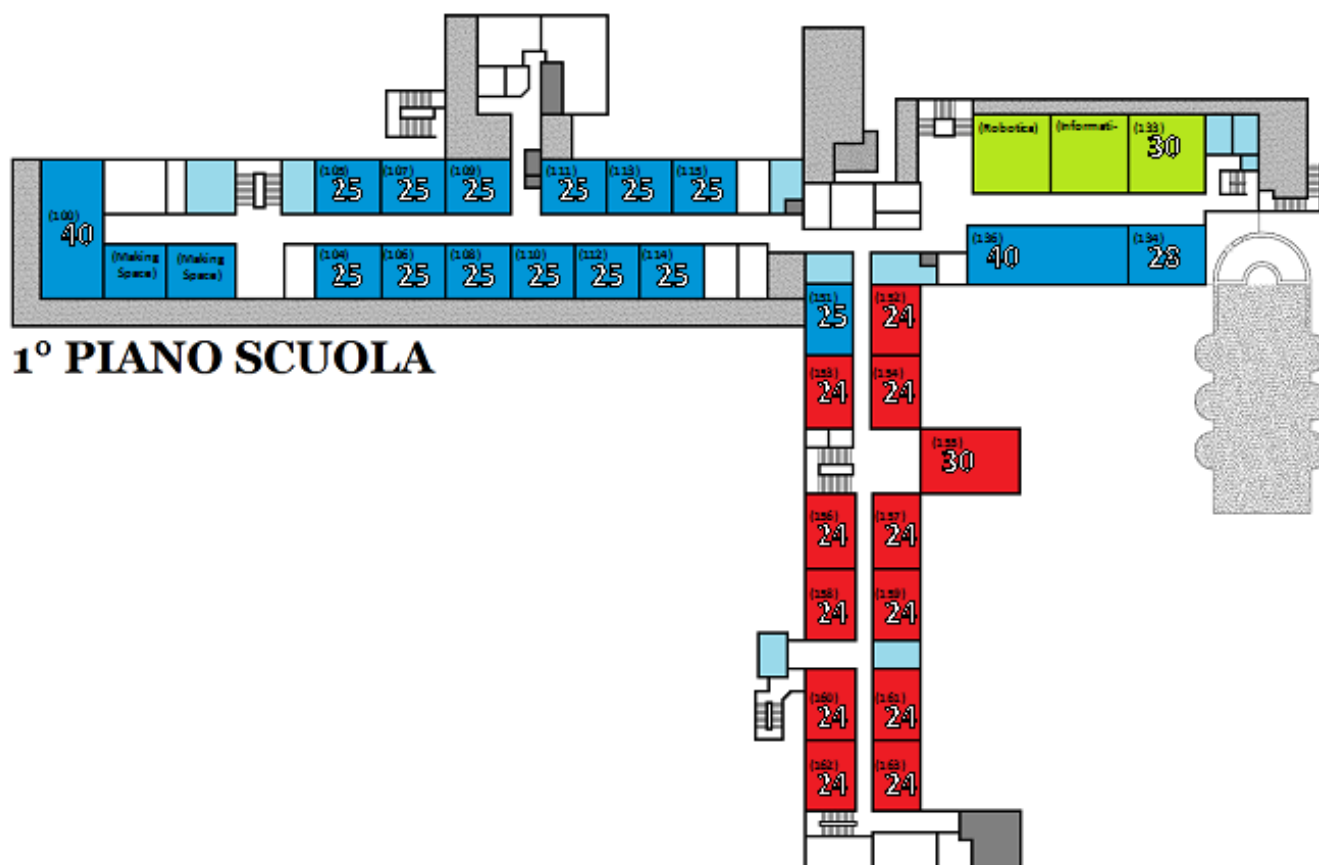 (Robotica) (Informati- (133)
30
(105) (107) (109) (111) (113) (115)
25 25 25 25 25 25
(100)
40
(136) (134)
40 28
(Making Space) (Making Space)
(104) (106) (108) (110) (112) (114)
25 25 25 25 25 25
(151) (152)
25 24
1° PIANO SCUOLA
(153) (154)
24 24
(155)
30
(156) (157)
24 24
(158) (159)
24 24
(160) (161)
24 24
(162) (163)
24 24